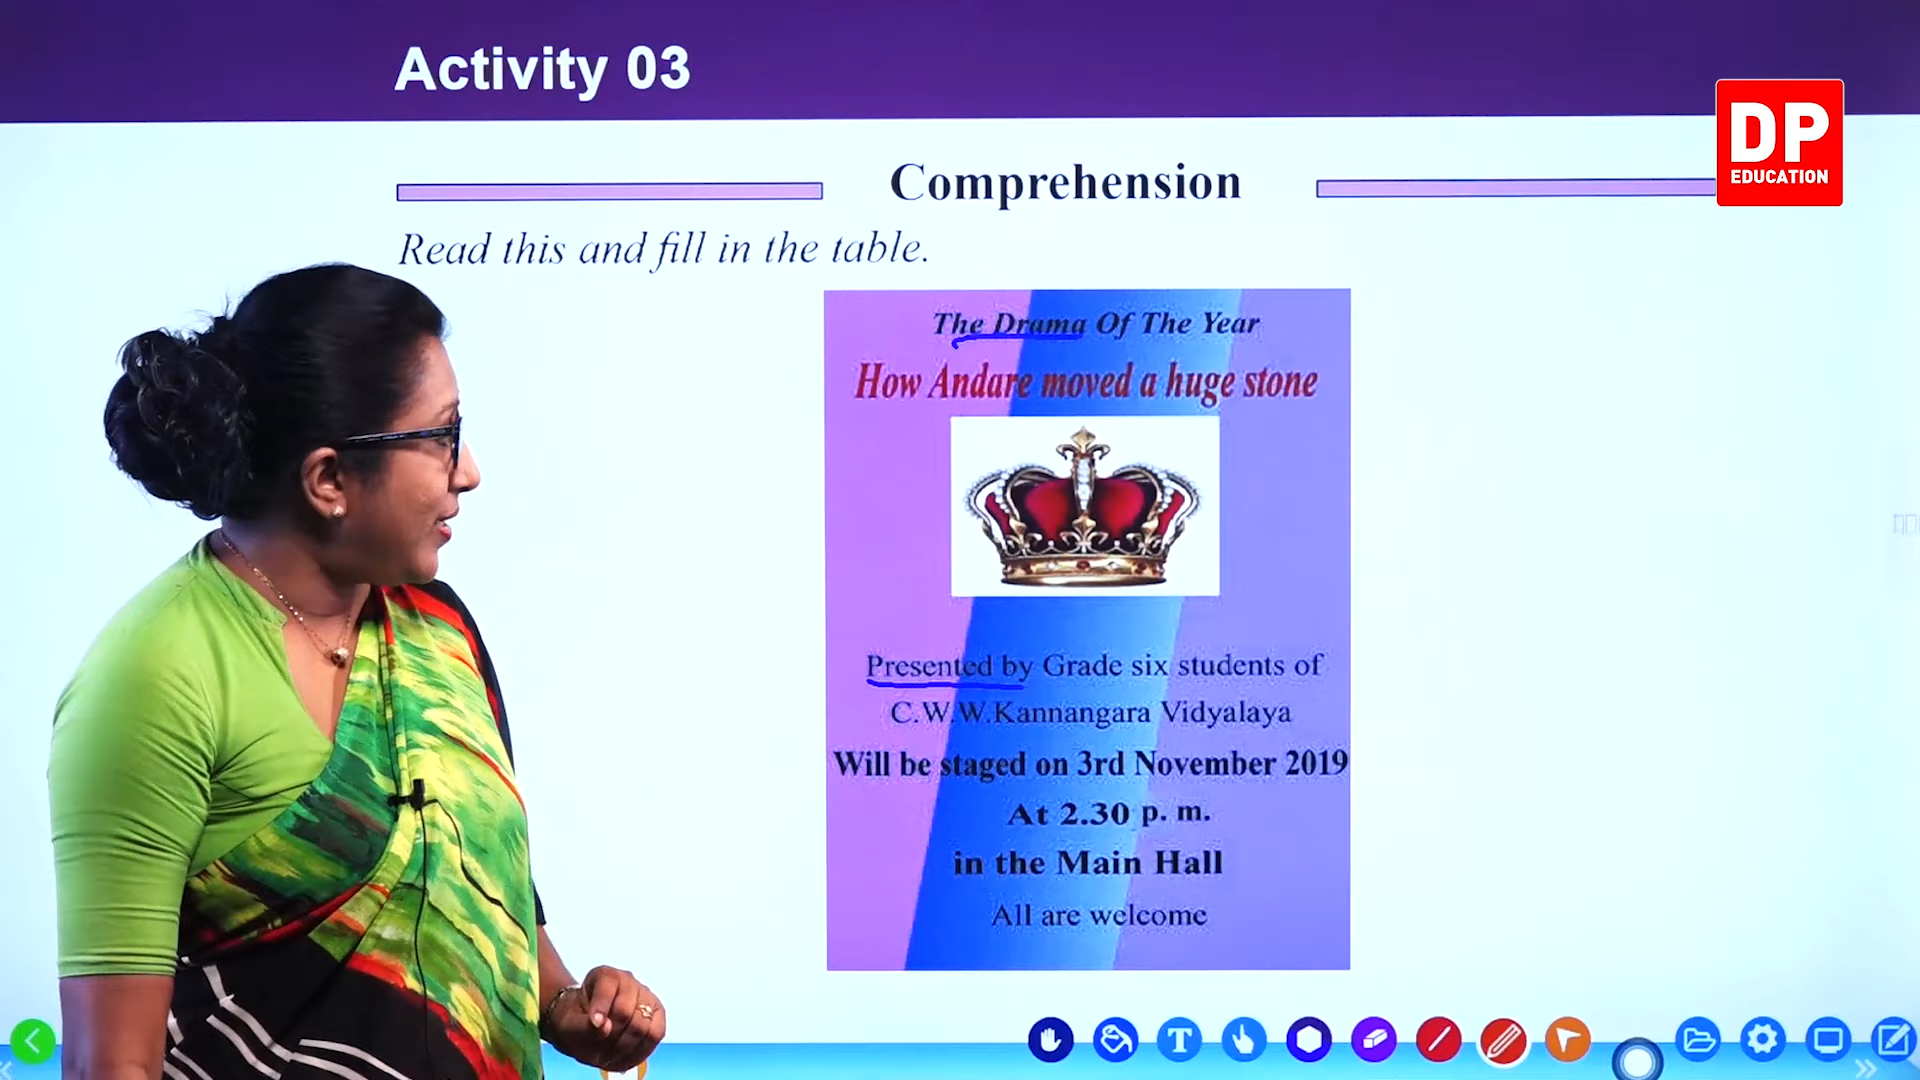 Activity 03
DP
EDUCATION
Comprehension
Read this and fill in the table.
The Drama Of The Year
How Andare moved a huge stone
Presented by Grade six students of
C.W.W.Kannangara Vidyalaya
Will be staged on 3rd November 2019
At 2.30 p. m.
in the Main Hall
All are welcome
T